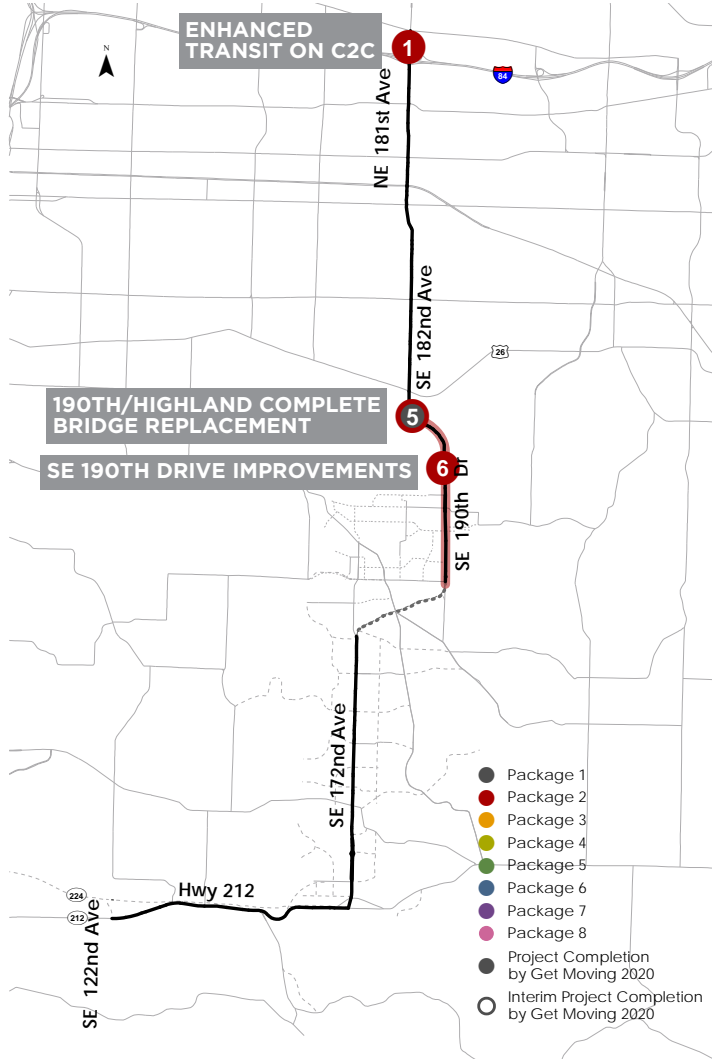 ENHANCED
TRANSIT ON C2C
1
N
84
NE 181st Ave
SE 182nd Ave
26
190TH/HIGHLAND COMPLETE
BRIDGE REPLACEMENT
5
SE 190TH DRIVE IMPROVEMENTS
6
SE 190th Dr
SE 172nd Ave
Package 1
Package 2
Package 3
Package 4
Package 5
Package 6
Package 7
Package 8
Project Completion
by Get Moving 2020
Interim Project Completion
by Get Moving 2020
224
Hwy 212
212
SE 122nd Ave